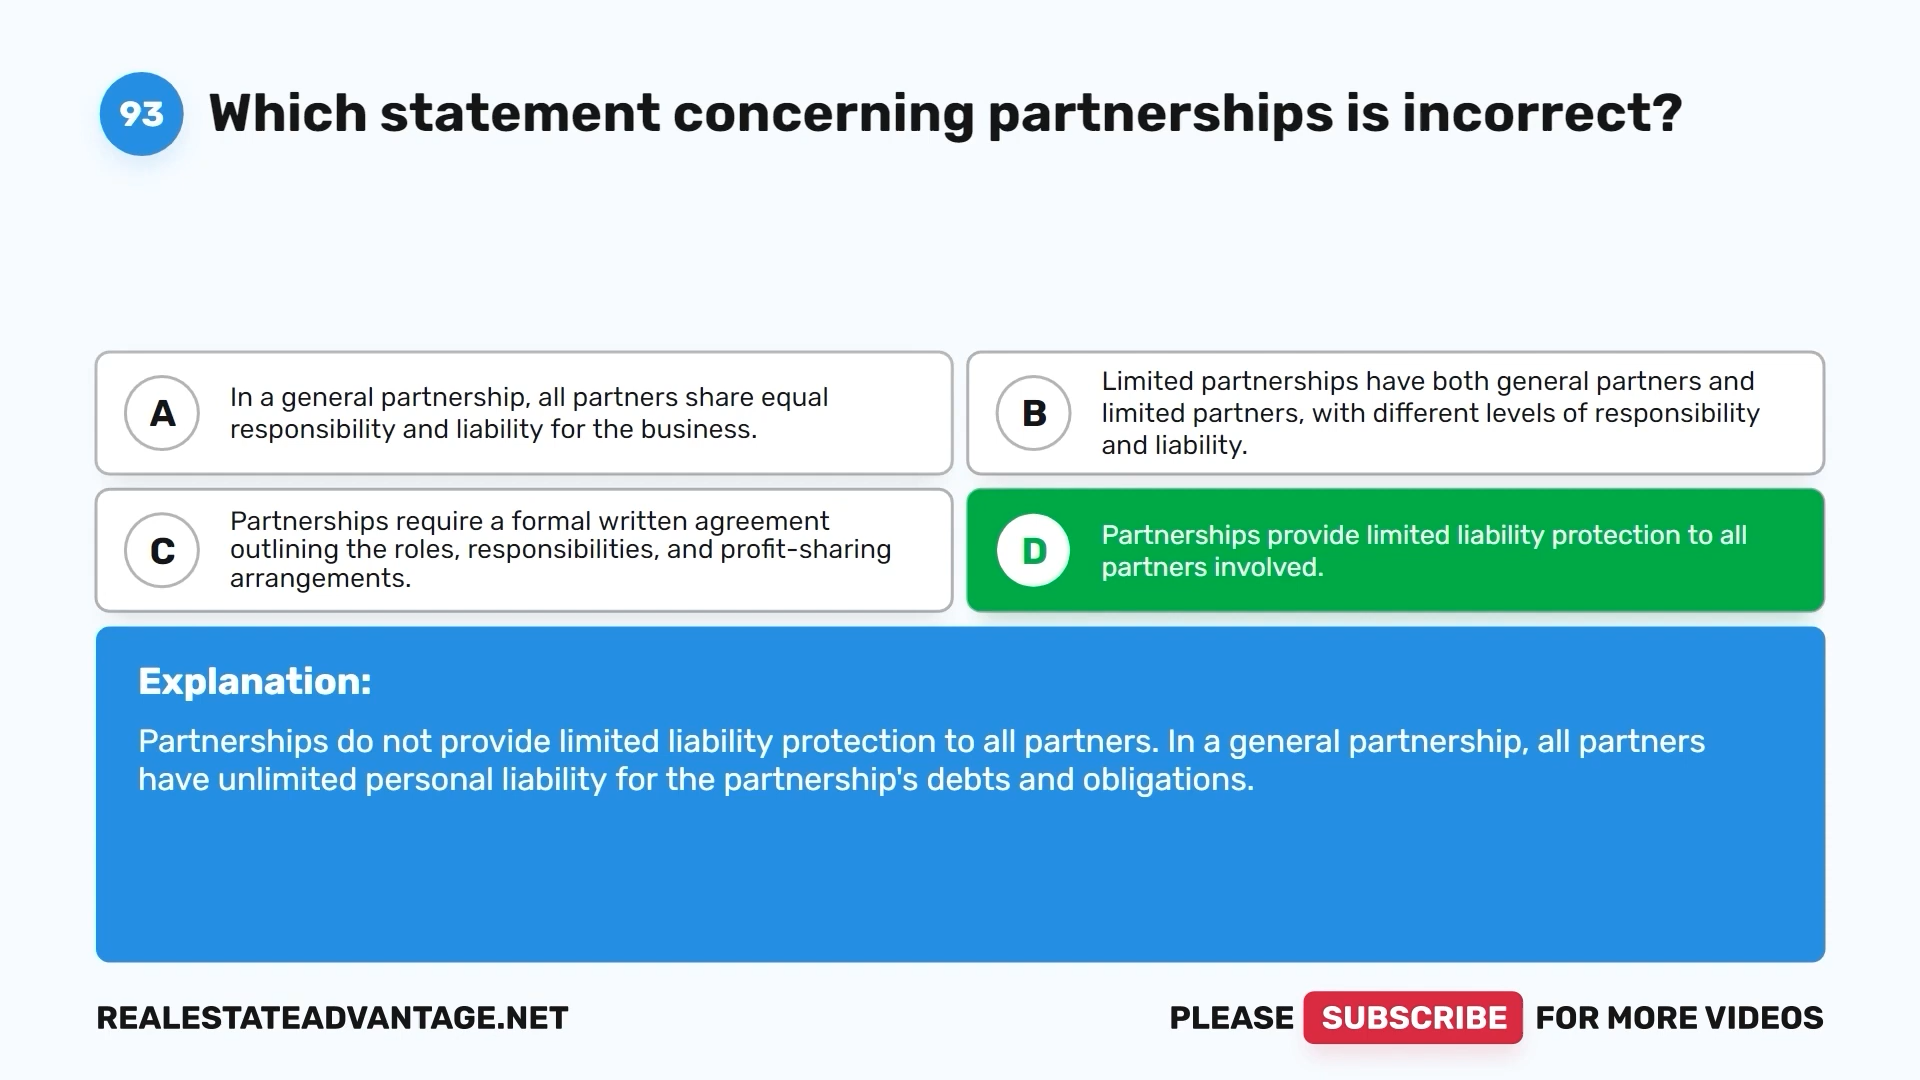 93
Which statement concerning partnerships is incorrect?
A
In a general partnership, all partners share equal
responsibility and liability for the business.
B
Limited partnerships have both general partners and
limited partners, with different levels of responsibility
and liability.
C
Partnerships require a formal written agreement
outlining the roles, responsibilities, and profit-sharing
arrangements.
D
Partnerships provide limited liability protection to all
partners involved.
Explanation:
Partnerships do not provide limited liability protection to all partners. In a general partnership, all partners
have unlimited personal liability for the partnership's debts and obligations.
REALESTATEADVANTAGE.NET
PLEASE SUBSCRIBE FOR MORE VIDEOS